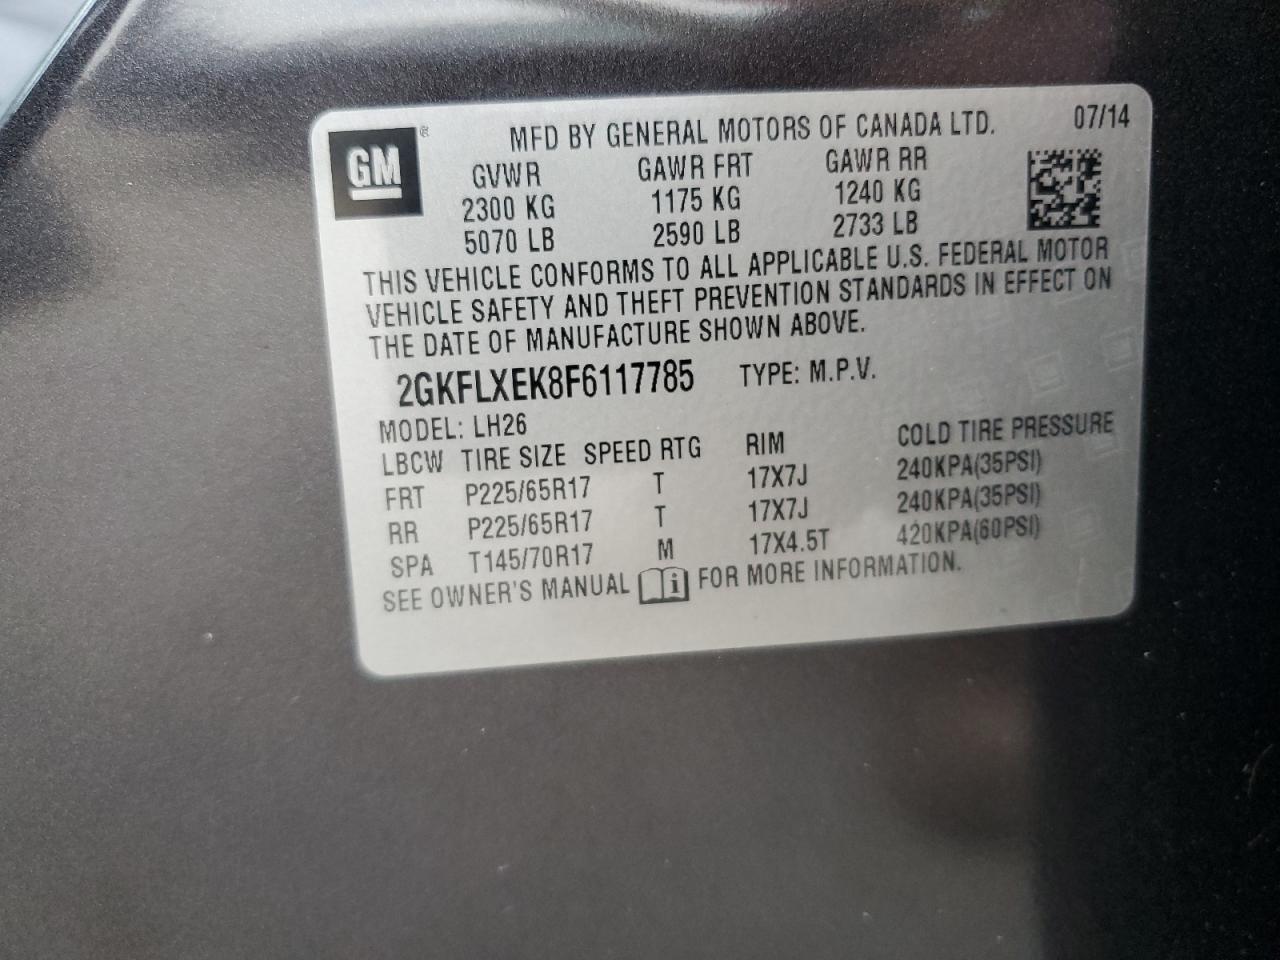 GM®
MFD BY GENERAL MOTORS OF CANADA LTD. 07/14
GVWR GAWR FRT GAWR RR
2300 KG 1175 KG 1240 KG
5070 LB 2590 LB 2733 LB
THIS VEHICLE CONFORMS TO ALL APPLICABLE U.S. FEDERAL MOTOR
VEHICLE SAFETY AND THEFT PREVENTION STANDARDS IN EFFECT ON
THE DATE OF MANUFACTURE SHOWN ABOVE.
2GKFLXEK8F6117785 TYPE: M.P.V.
MODEL: LH26
LBCW TIRE SIZE SPEED RTG RIM COLD TIRE PRESSURE
FRT P225/65R17 T 17X7J 240KPA(35PSI)
RR P225/65R17 T 17X7J 240KPA(35PSI)
SPA T145/70R17 M 17X4.5T 420KPA(60PSI)
SEE OWNER'S MANUAL i FOR MORE INFORMATION.